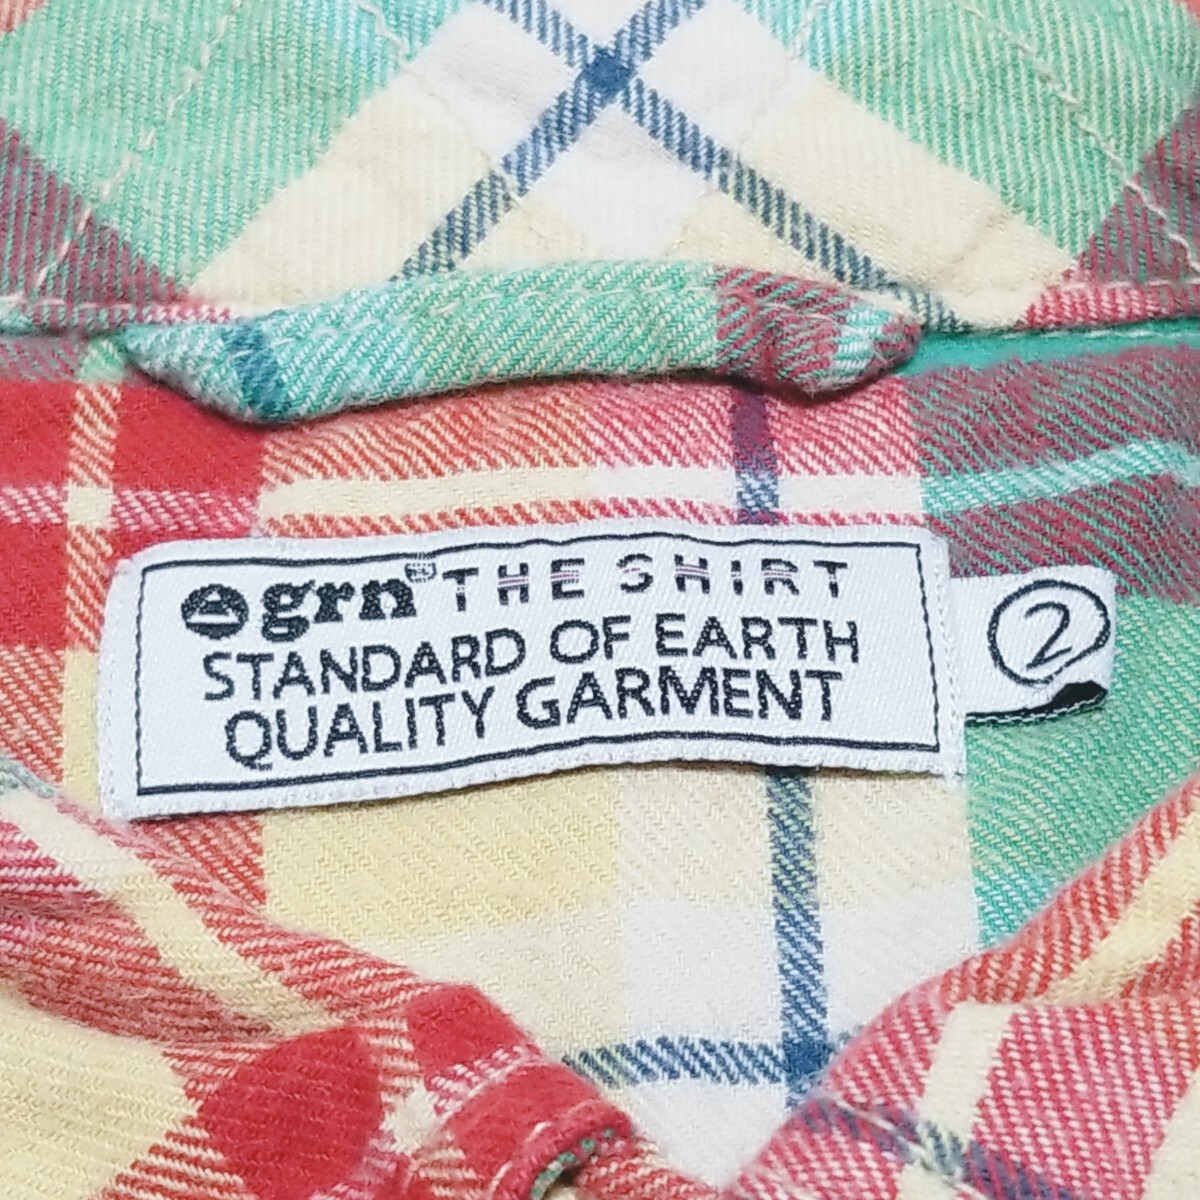 grn® THE SHIRT
STANDARD OF EARTH
QUALITY GARMENT
2